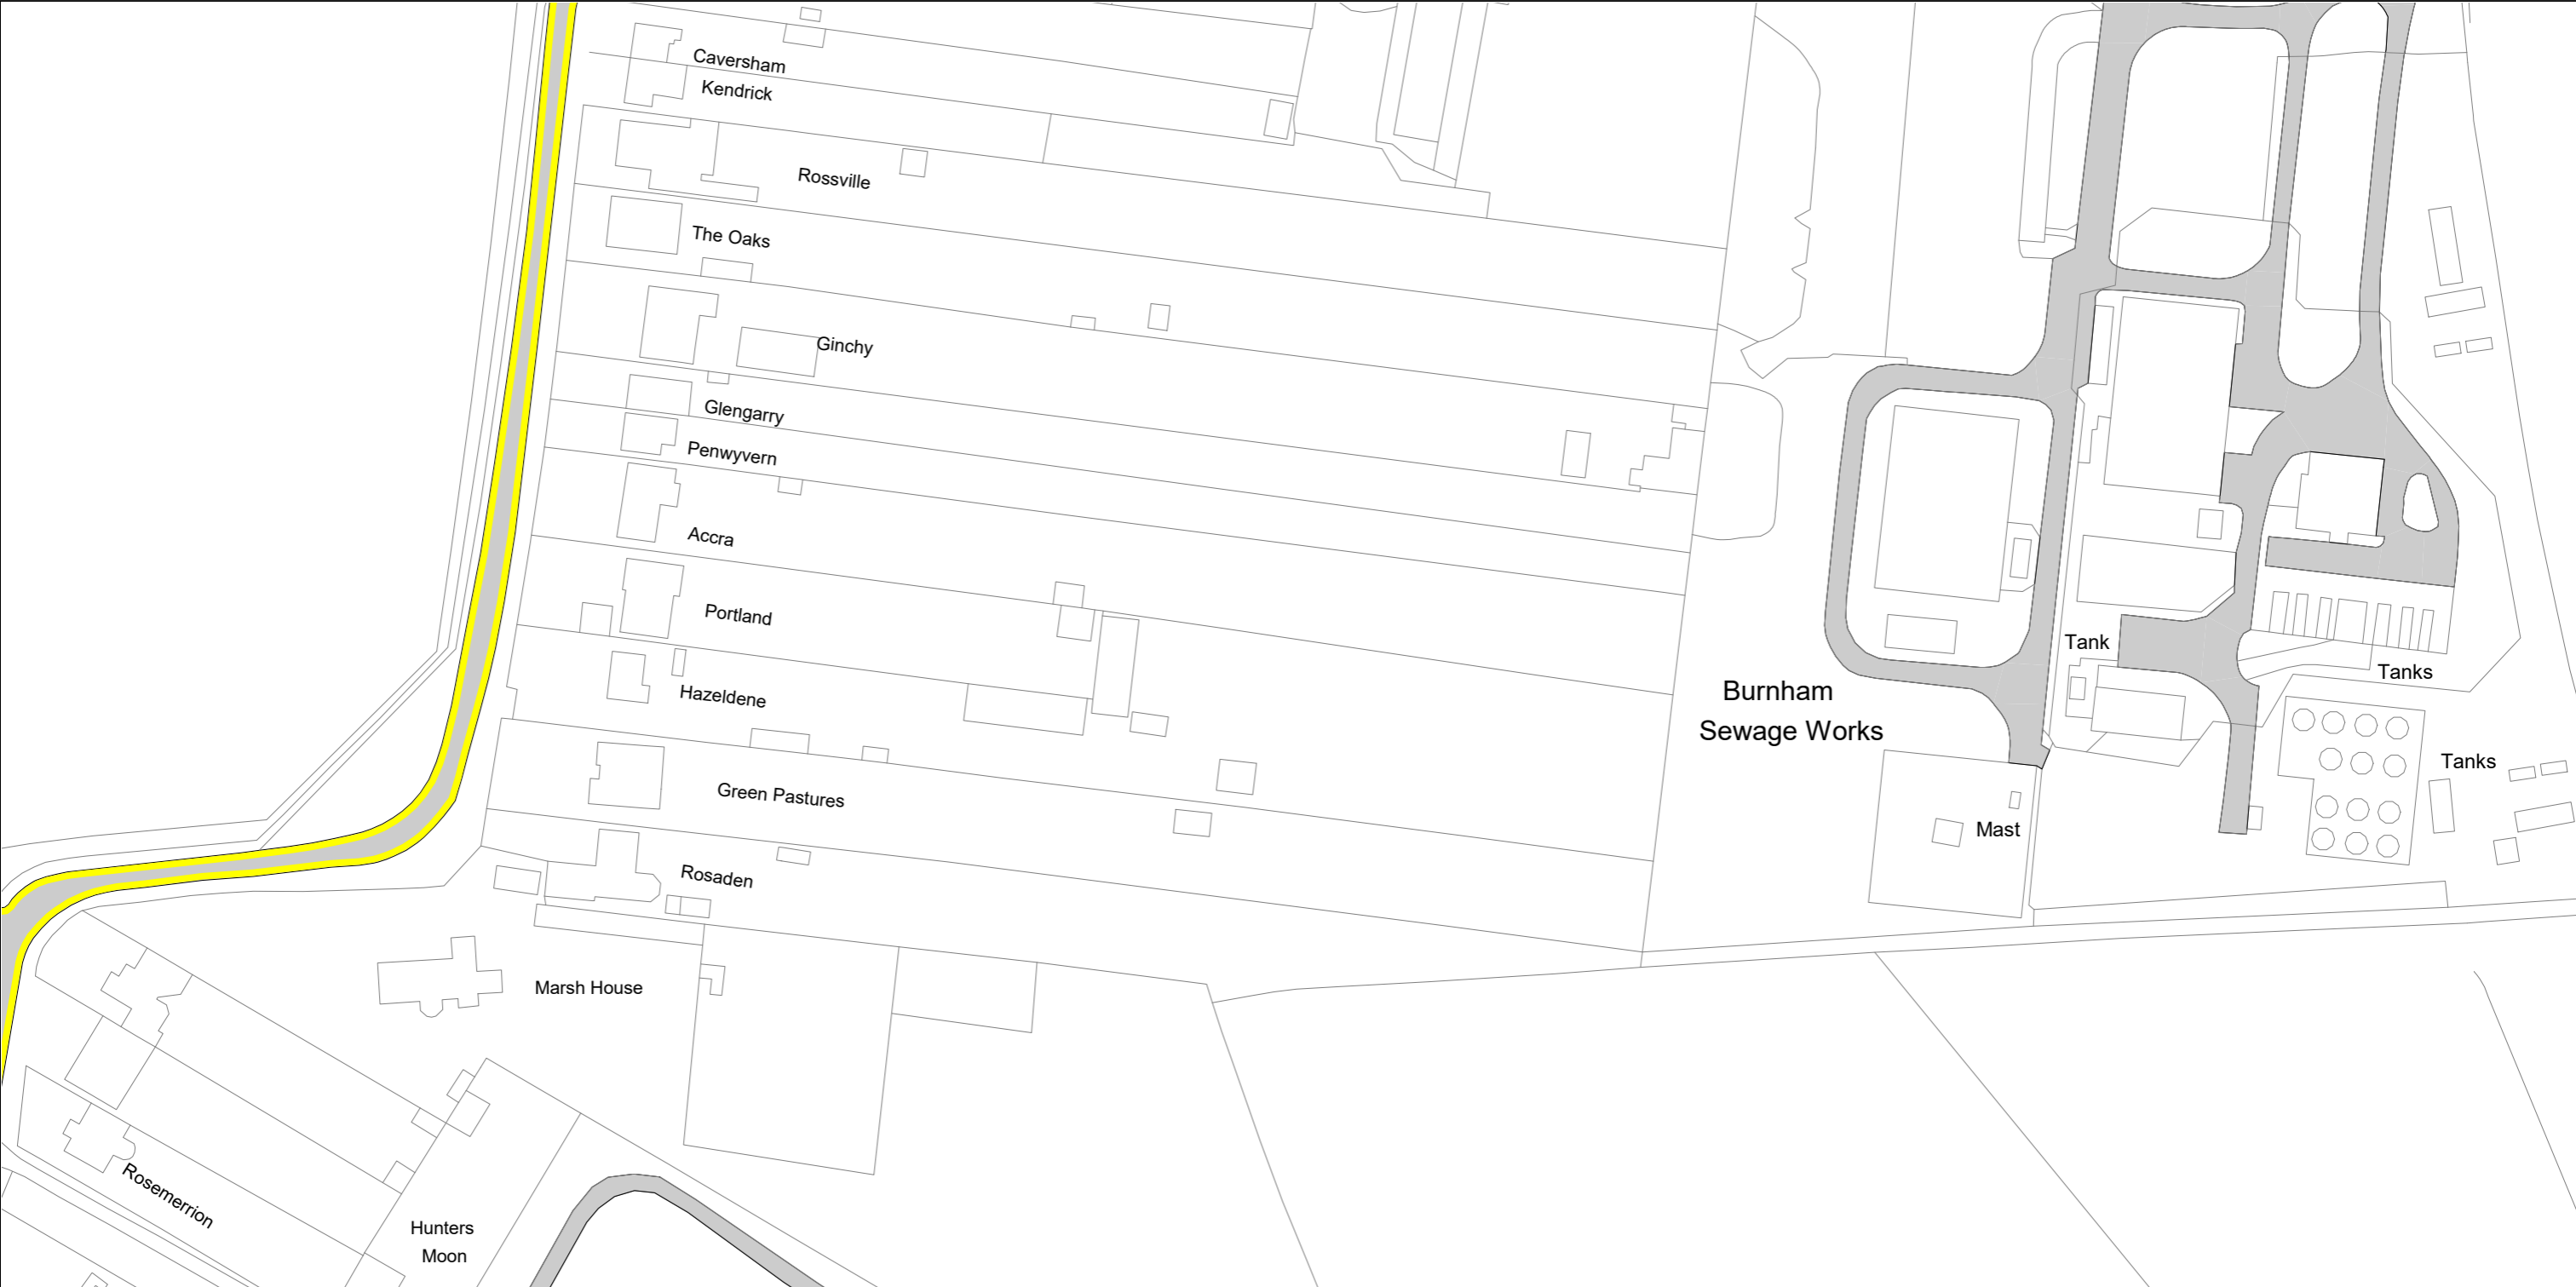 Caversham
Kendrick
Rossville
The Oaks
Ginchy
Glengarry
Penwyvern
Accra
Portland
Hazeldene
Green Pastures
Rosaden
Marsh House
Rosemerrion
Hunters
Moon
Burnham
Sewage Works
Tank
Tanks
Tanks
Mast